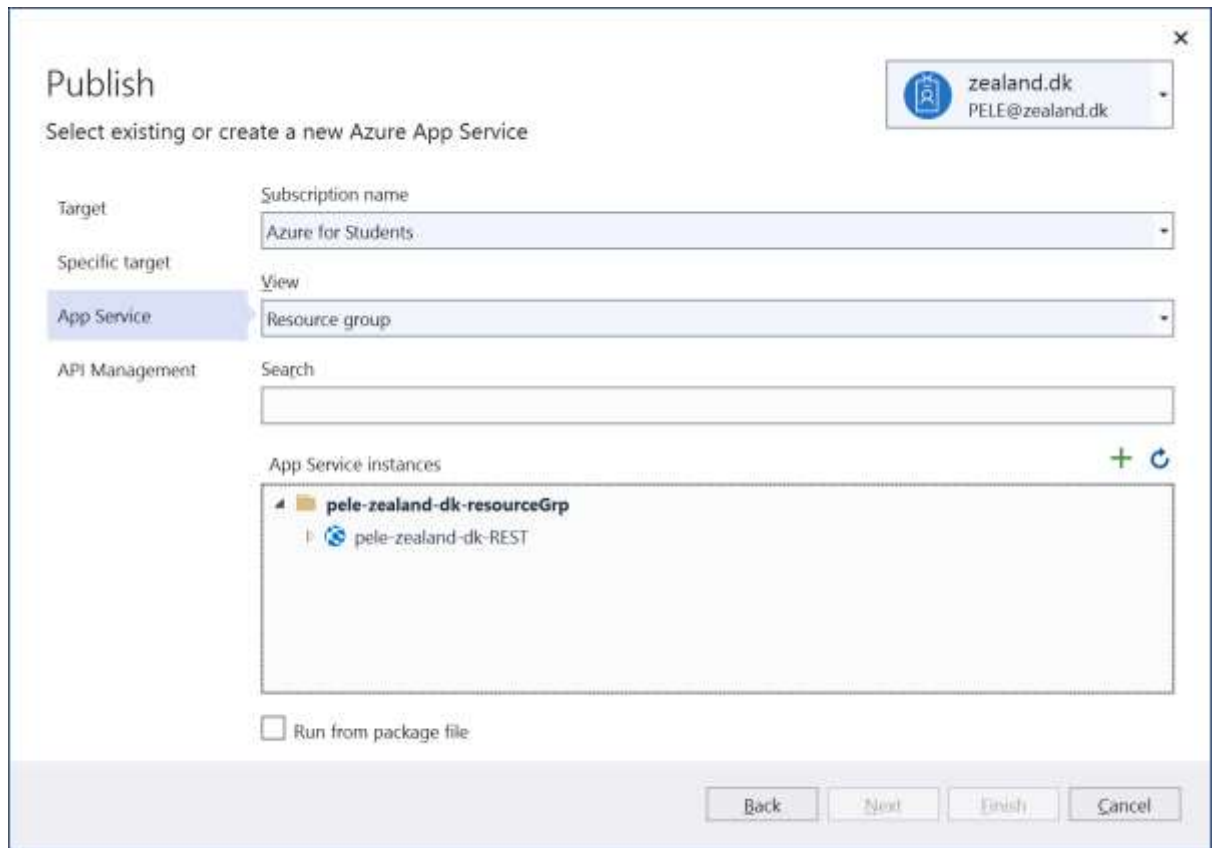 Publish
Select existing or create a new Azure App Service
zealand.dk
PELE@zealand.dk
Target
Specific target
App Service
API Management
Subscription name
Azure for Students
View
Resource group
Search
App Service instances
pele-zealand-dk-resourceGrp
pele-zealand-dk-REST
Run from package file
Back
Next
Finish
Cancel